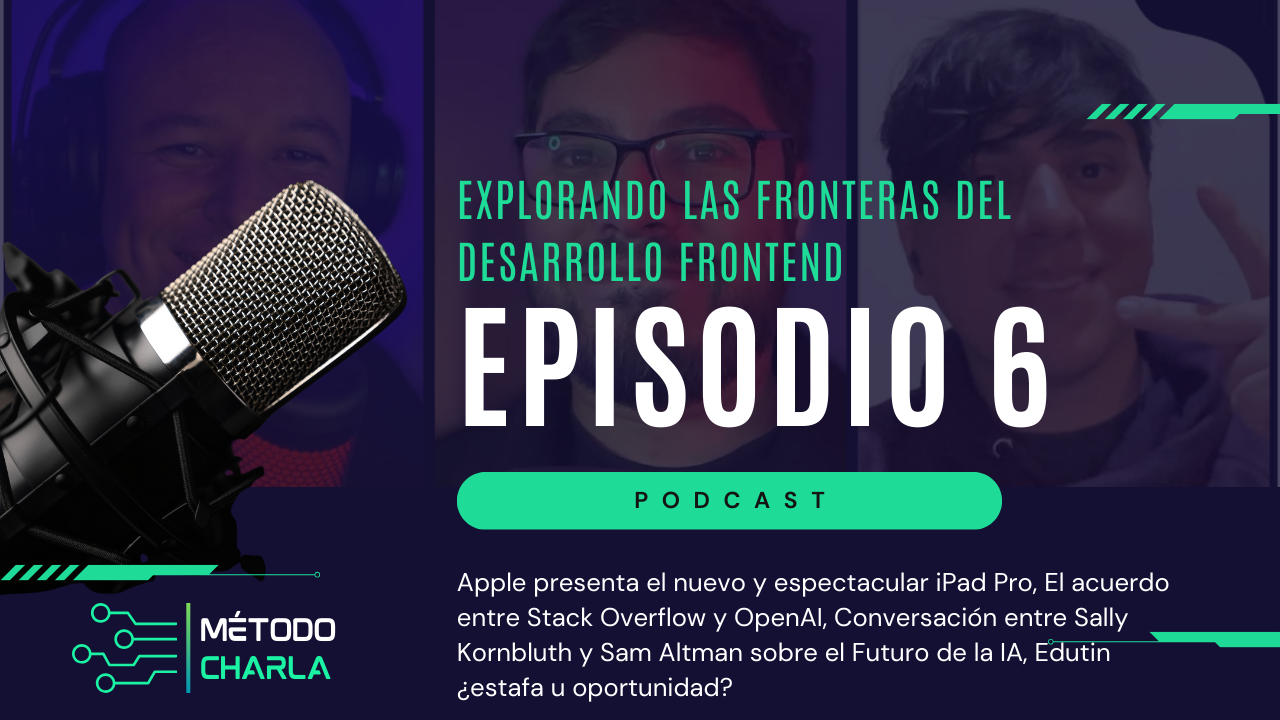 EXPLORANDO LAS FRONTERAS DEL
DESARROLLO FRONTEND
EPISODIO 6
PODCAST
Apple presenta el nuevo y espectacular iPad Pro, El acuerdo
entre Stack Overflow y OpenAI, Conversación entre Sally
Kornbluth y Sam Altman sobre el Futuro de la IA, Edutin
¿estafa u oportunidad?
MÉTODO
CHARLA